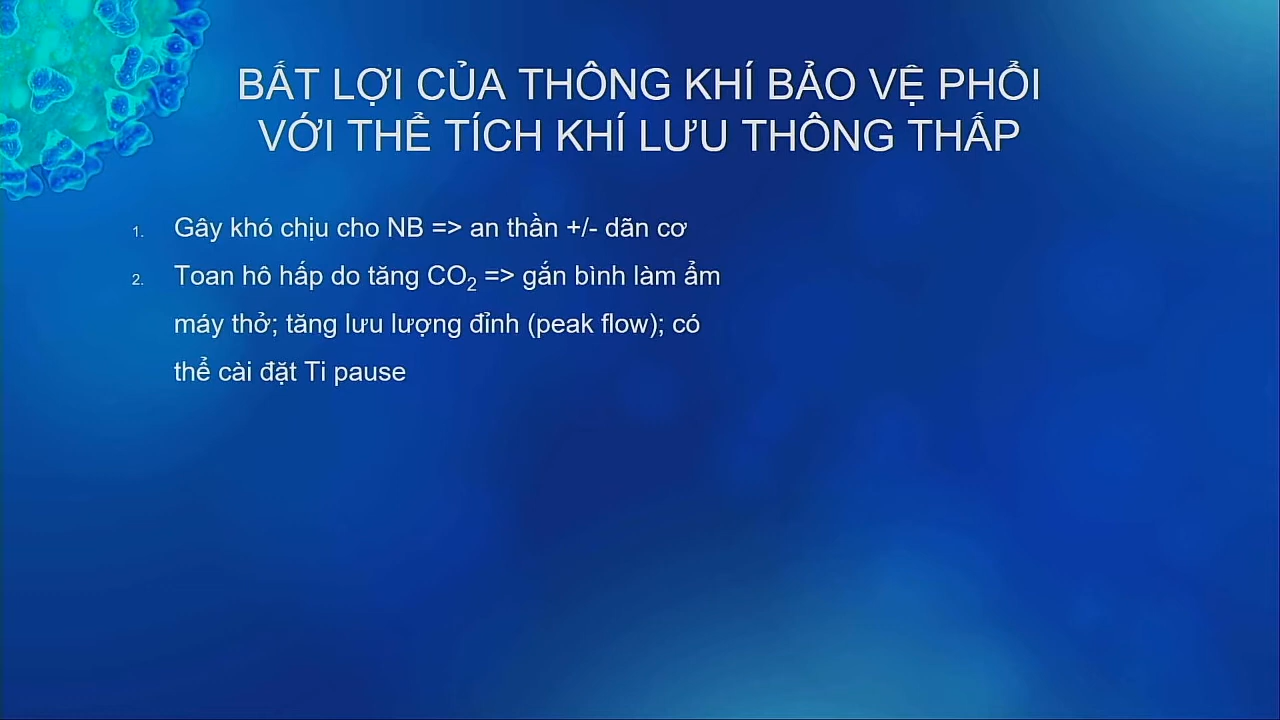 BẤT LỢI CỦA THÔNG KHÍ BẢO VỆ PHỔI
VỚI THỂ TÍCH KHÍ LƯU THÔNG THẤP
1. Gây khó chịu cho NB => an thần +/- dãn cơ
2. Toan hô hấp do tăng CO₂ => gắn bình làm ẩm
máy thở; tăng lưu lượng đỉnh (peak flow); có
thể cài đặt Ti pause